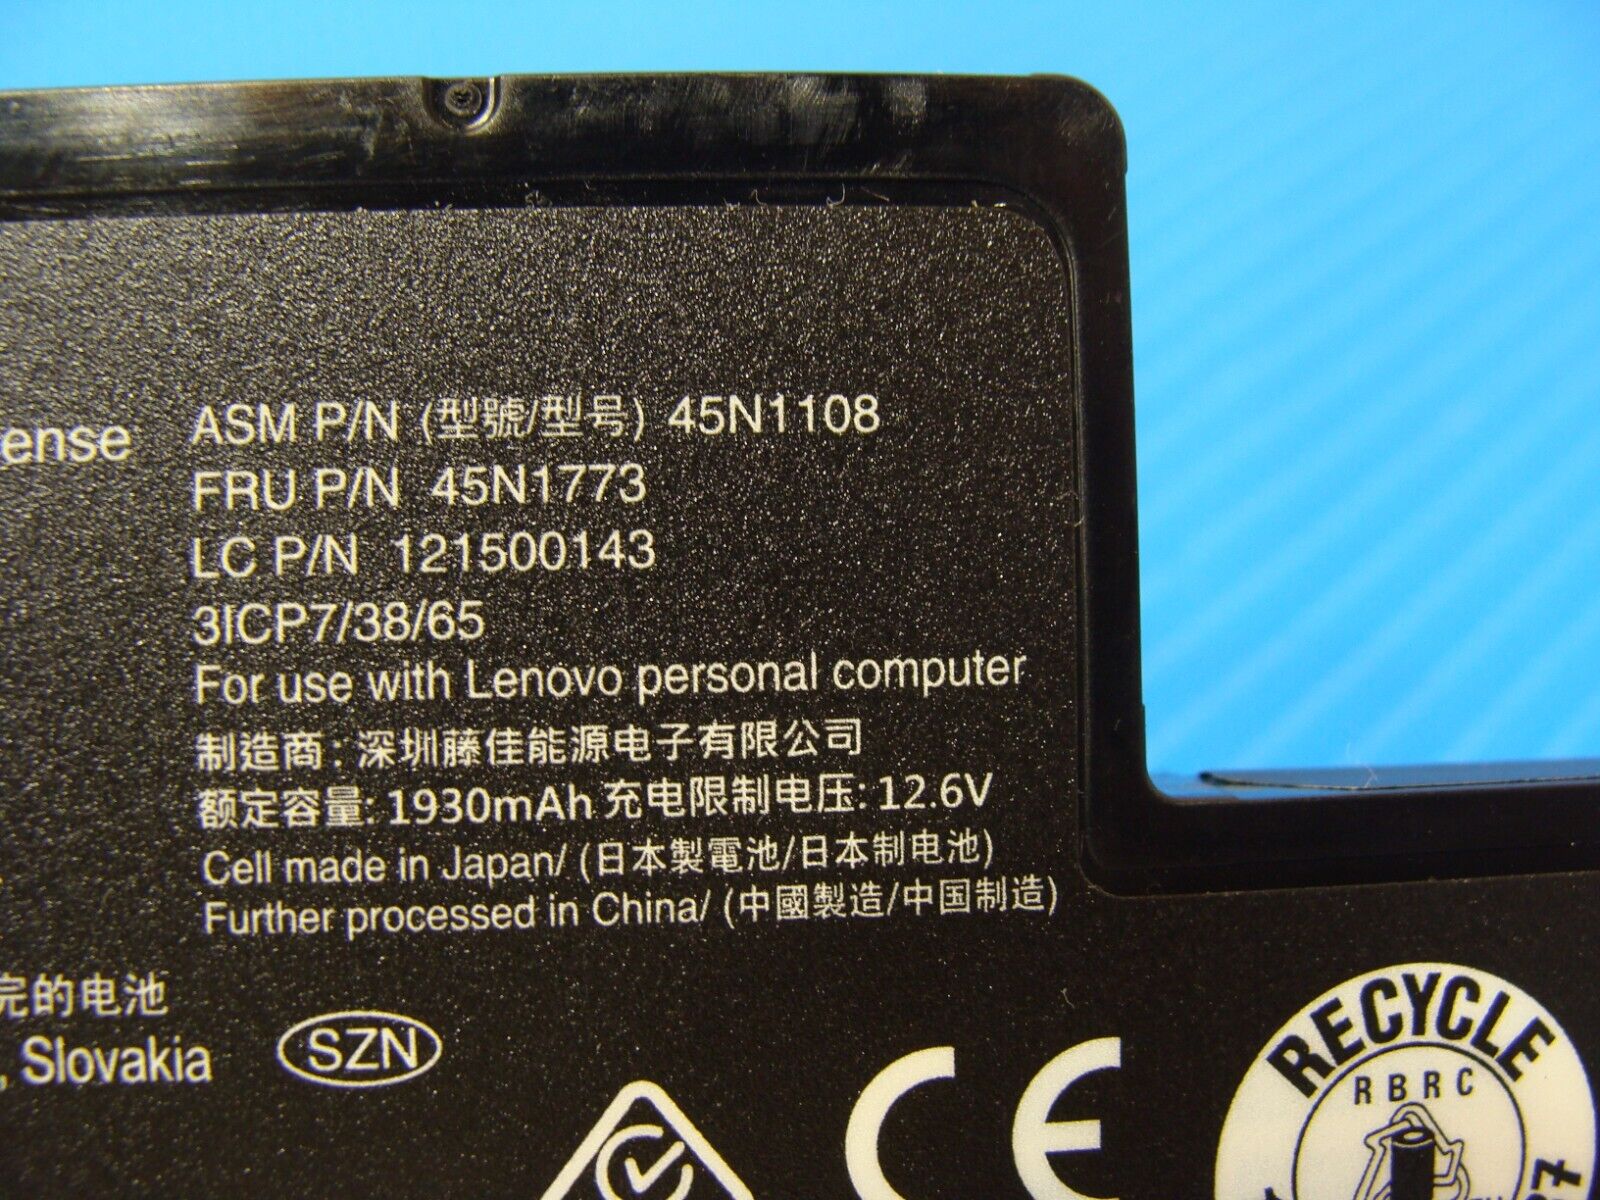 ense
ASM P/N (型號/型号) 45N1108
FRU P/N 45N1773
LC P/N 121500143
3ICP7/38/65
For use with Lenovo personal computer
制造商: 深圳藤佳能源电子有限公司
额定容量: 1930mAh 充电限制电压: 12.6V
Cell made in Japan/ (日本製電池/日本制电池)
Further processed in China/ (中國製造/中国制造)
完的电池
, Slovakia
SZN
CE
RECYCLE
RBRC